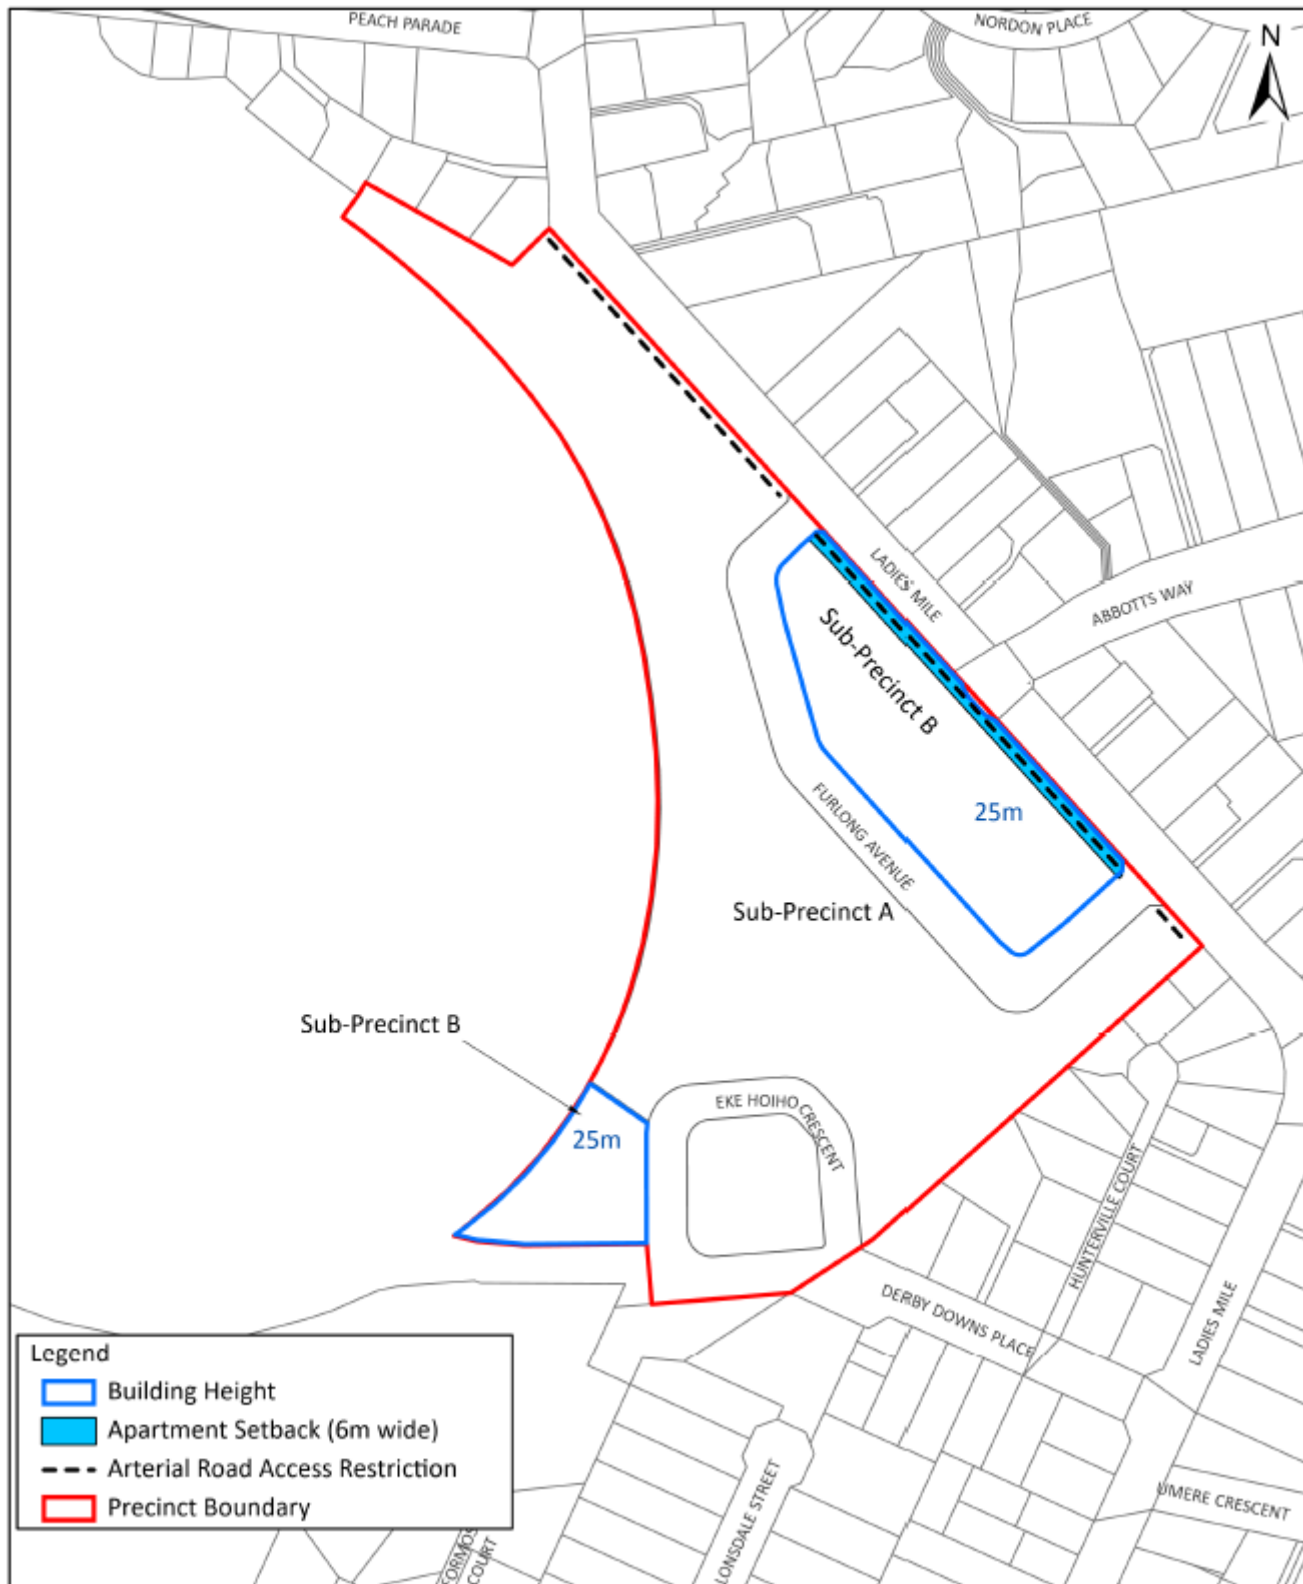 PEACH PARADE
NORDON PLACE
N
LADIES MILE
ABBOTTS WAY
Sub-Precinct B
25m
FURLONG AVENUE
Sub-Precinct A
Sub-Precinct B
25m
EKE HOIHO CRESCENT
HUNTERVILLE COURT
DERBY DOWNS PLACE
LADIES MILE
LONSDALE STREET
UMERE CRESCENT
COURT
Legend
Building Height
Apartment Setback (6m wide)
Arterial Road Access Restriction
Precinct Boundary